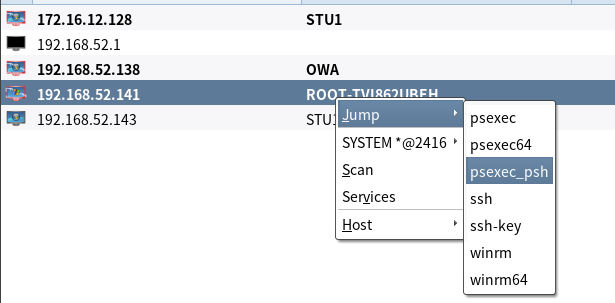 172.16.12.128 STU1
192.168.52.1
192.168.52.138 OWA
192.168.52.141 ROOT-TVI862UBEH
192.168.52.143 STU1
Jump
SYSTEM *@2416
Scan
Services
Host
psexec
psexec64
psexec_psh
ssh
ssh-key
winrm
winrm64